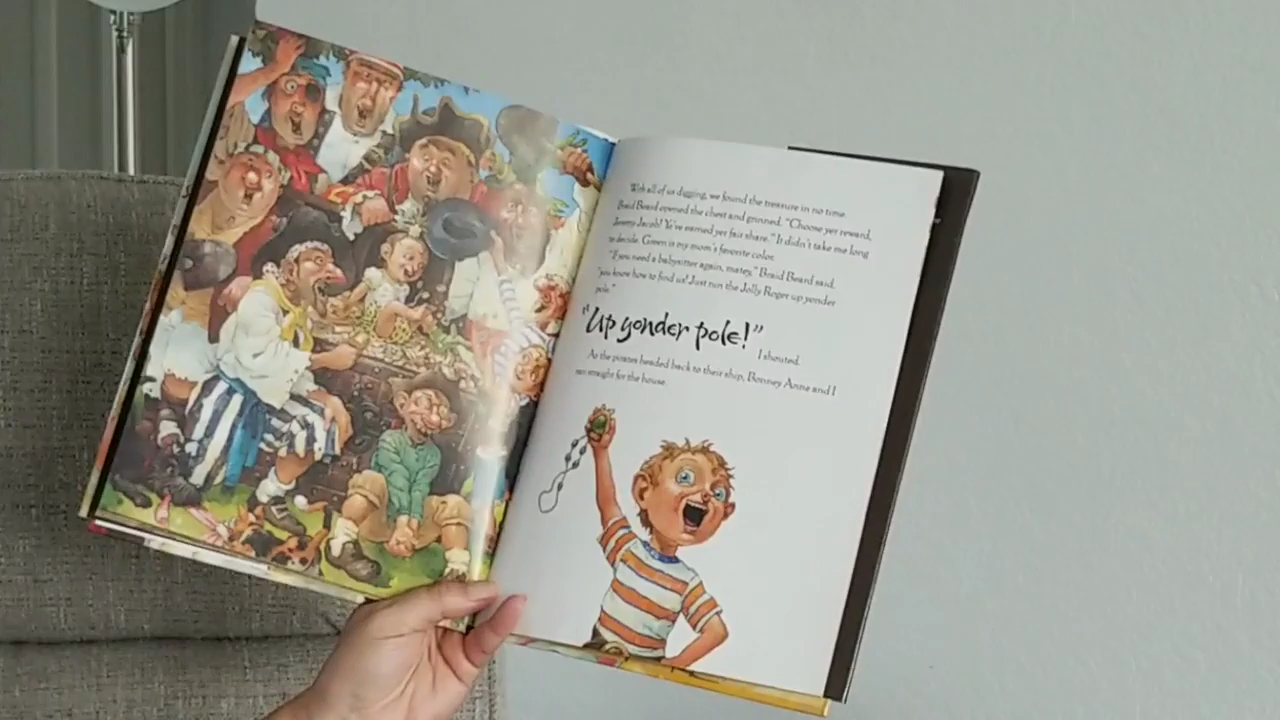 With all of us digging, we found the treasure in no time.
Braid Beard opened the chest and grinned. "Choose yer reward,
Jeremy Jacob! Ye've earned yer fair share." It didn't take me long
to decide. Green is my mom's favorite color.
"If you need a babysitter again, matey," Braid Beard said,
"you know how to find us! Just run the Jolly Roger up yonder
pole."
"Up yonder pole!" I shouted.
As the pirates headed back to their ship, Bonney Anne and I
ran straight for the house.